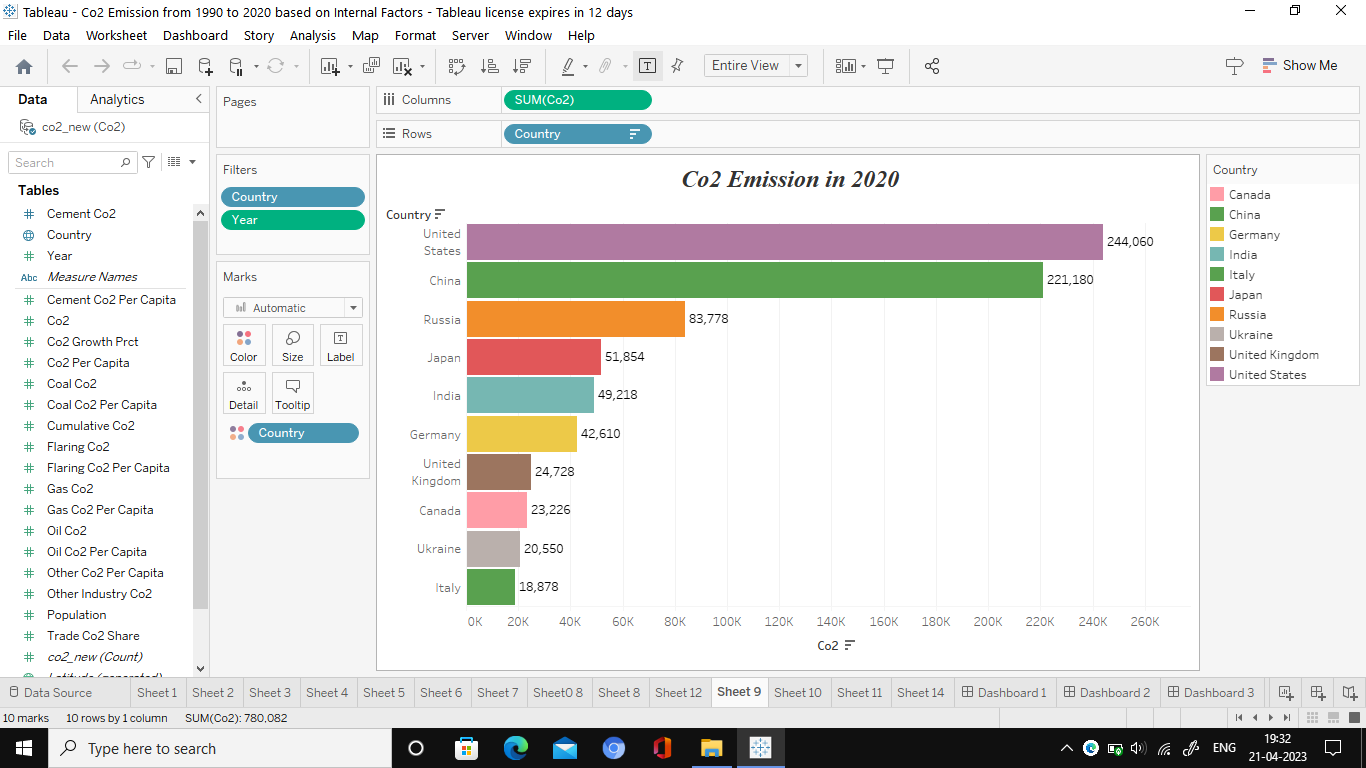 Tableau - Co2 Emission from 1990 to 2020 based on Internal Factors - Tableau license expires in 12 days
File Data Worksheet Dashboard Story Analysis Map Format Server Window Help
Entire View
Show Me
Data Analytics
co2_new (Co2)
Search
Tables
Cement Co2
Country
Year
Abc Measure Names
Cement Co2 Per Capita
Co2
Co2 Growth Prct
Co2 Per Capita
Coal Co2
Coal Co2 Per Capita
Cumulative Co2
Flaring Co2
Flaring Co2 Per Capita
Gas Co2
Gas Co2 Per Capita
Oil Co2
Oil Co2 Per Capita
Other Co2 Per Capita
Other Industry Co2
Population
Trade Co2 Share
co2_new (Count)
Latitude (generated)
Pages
Filters
Country
Year
Marks
Automatic
Color Size Label
Detail Tooltip
Country
Columns SUM(Co2)
Rows Country
Co2 Emission in 2020
Country
United States 244,060
China 221,180
Russia 83,778
Japan 51,854
India 49,218
Germany 42,610
United Kingdom 24,728
Canada 23,226
Ukraine 20,550
Italy 18,878
0K 20K 40K 60K 80K 100K 120K 140K 160K 180K 200K 220K 240K 260K
Co2
Country
Canada
China
Germany
India
Italy
Japan
Russia
Ukraine
United Kingdom
United States
Data Source Sheet 1 Sheet 2 Sheet 3 Sheet 4 Sheet 5 Sheet 6 Sheet 7 Sheet0 8 Sheet 8 Sheet 12 Sheet 9 Sheet 10 Sheet 11 Sheet 14 Dashboard 1 Dashboard 2 Dashboard 3
10 marks 10 rows by 1 column SUM(Co2): 780,082
Type here to search
ENG
19:32
21-04-2023